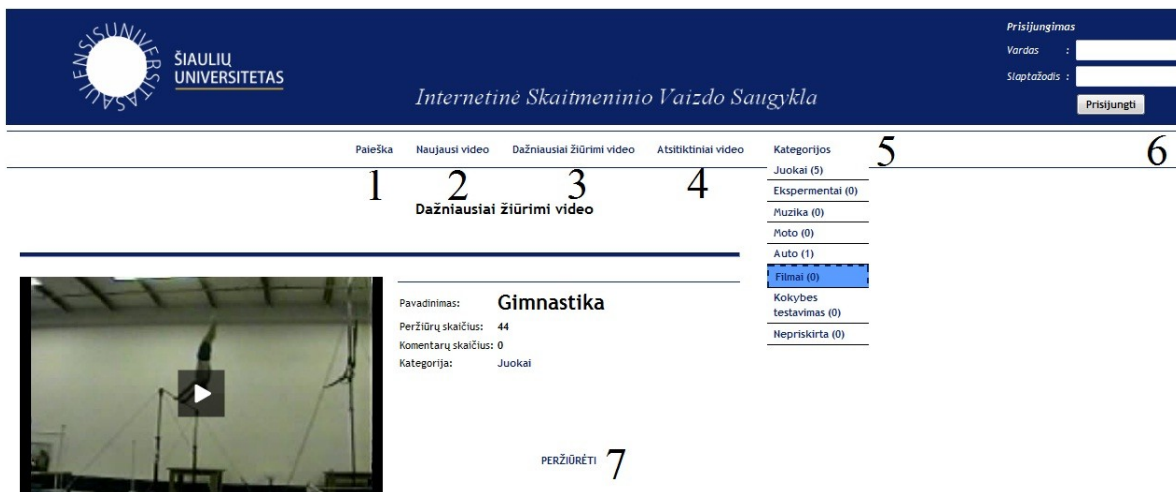 ŠIAULIŲ
UNIVERSITETAS
SIAULIU UNIVERSITAS
Internetinė Skaitmeninio Vaizdo Saugykla
Prisijungimas
Vardas :
Slaptažodis :
Prisijungti
Paieška Naujausi video Dažniausiai žiūrimi video Atsitiktiniai video Kategorijos 5 6
1 2 3 4
Juokai (5)
Ekspermentai (0)
Muzika (0)
Moto (0)
Auto (1)
Filmai (0)
Kokybes
testavimas (0)
Nepriskirta (0)
Dažniausiai žiūrimi video
Pavadinimas: Gimnastika
Peržiūrų skaičius: 44
Komentarų skaičius: 0
Kategorija: Juokai
PERŽIŪRĖTI 7